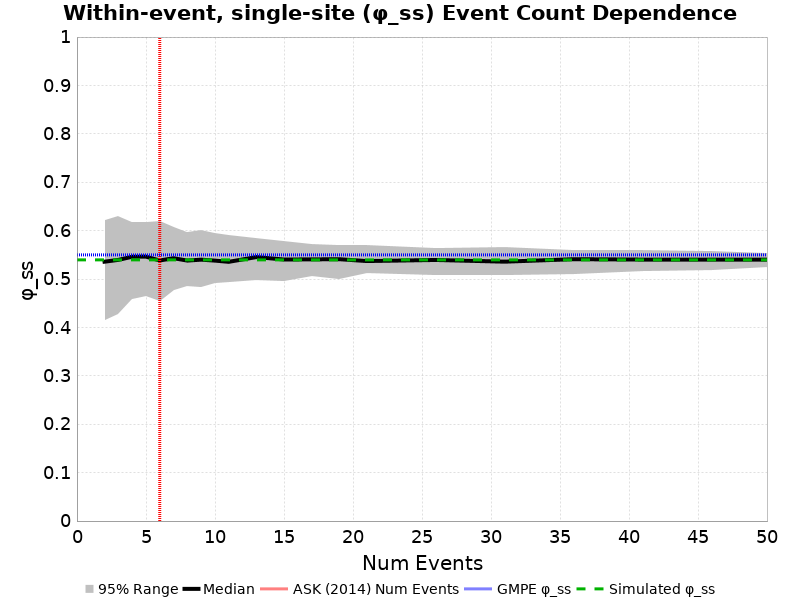 Within-event, single-site (φ_ss) Event Count Dependence
1
0.9
0.8
0.7
0.6
0.5
0.4
0.3
0.2
0.1
0
φ_ss
0 5 10 15 20 25 30 35 40 45 50
Num Events
95% Range Median ASK (2014) Num Events GMPE φ_ss Simulated φ_ss